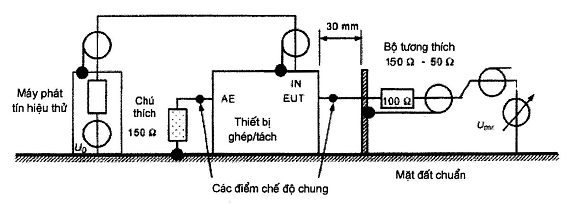 30 mm
Bộ tương thích
150 Ω - 50 Ω
Máy phát
tín hiệu thử
Chú
thích
150 Ω
IN
AE
EUT
100 Ω
Thiết bị
ghép/tách
U₀
Umr
Các điểm chế độ chung
Mặt đất chuẩn